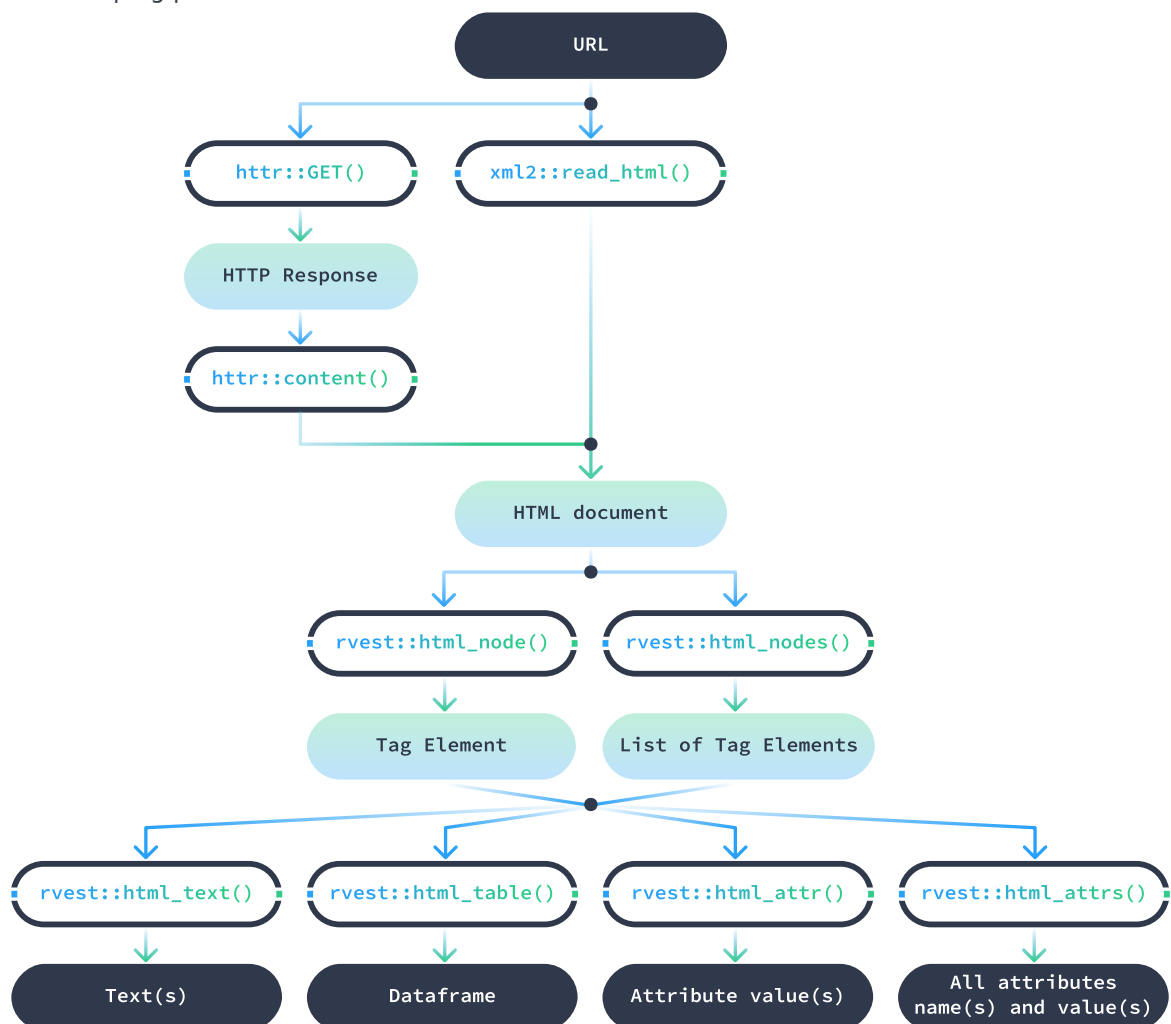 URL
httr::GET()
xml2::read_html()
HTTP Response
httr::content()
HTML document
rvest::html_node()
rvest::html_nodes()
Tag Element
List of Tag Elements
rvest::html_text()
rvest::html_table()
rvest::html_attr()
rvest::html_attrs()
Text(s)
Dataframe
Attribute value(s)
All attributes
name(s) and value(s)